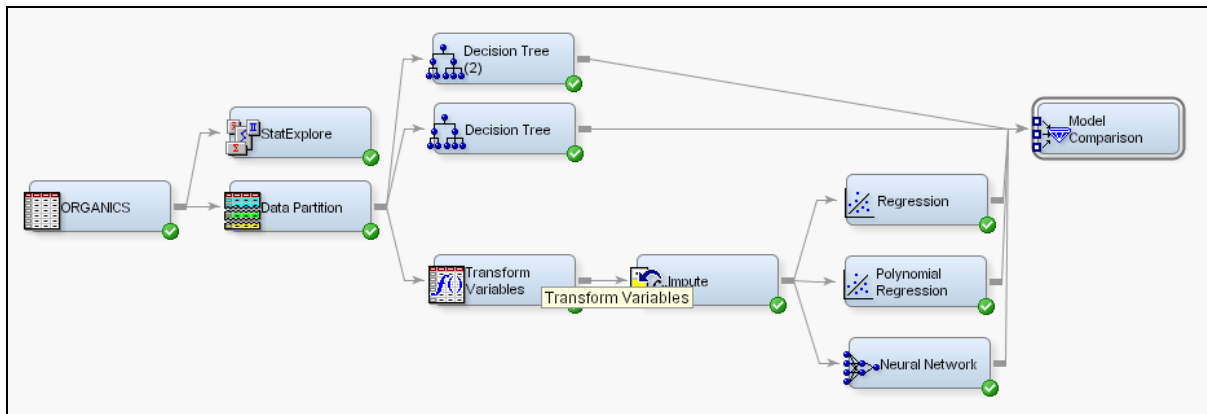 Decision Tree
(2)
StatExplore
Decision Tree
Model
Comparison
ORGANICS
Data Partition
Regression
Transform
Variables
Impute
Transform Variables
Polynomial
Regression
Neural Network